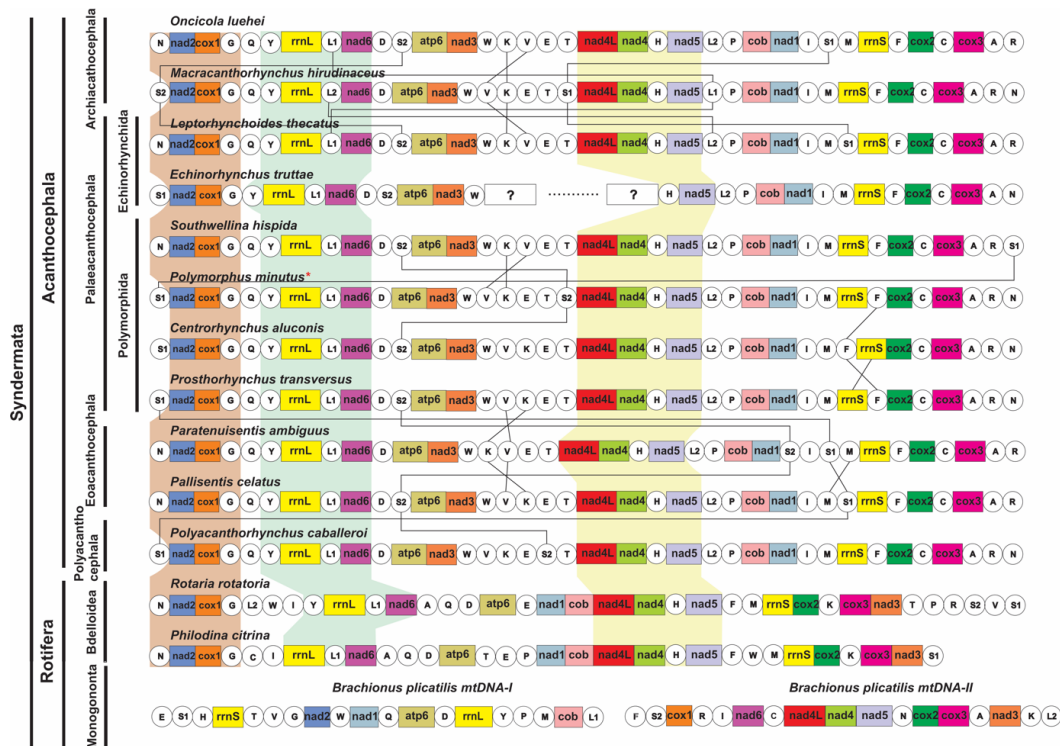 Oncicola luehei
N nad2 cox1 G Q Y rrnL L1 nad6 D S2 atp6 nad3 W K V E T nad4L nad4 H nad5 L2 P cob nad1 I S1 M rrnS F cox2 C cox3 A R
Macracanthorhynchus hirudinaceus
S2 nad2 cox1 G Q Y rrnL L2 nad6 D atp6 nad3 W V K E T S1 nad4L nad4 H nad5 L1 P cob nad1 I M rrnS F cox2 C cox3 A R N
Leptorhynchoides thecatus
N nad2 cox1 G Q Y rrnL L1 nad6 D S2 atp6 nad3 W K V E T nad4L nad4 H nad5 L2 P cob nad1 I M S1 rrnS F cox2 C cox3 A R
Echinorhynchus truttae
S1 nad2 cox1 G Y rrnL L1 nad6 D S2 atp6 nad3 W ? ........... ? H nad5 L2 P cob nad1 I M rrnS F cox2 C cox3 A N
Southwellina hispida
N nad2 cox1 G Q Y rrnL L1 nad6 D S2 atp6 nad3 W K V E T nad4L nad4 H nad5 L2 P cob nad1 I M rrnS F cox2 C cox3 A R S1
Polymorphus minutus*
S1 nad2 cox1 G Q Y rrnL L1 nad6 D atp6 nad3 W V K E T S2 nad4L nad4 H nad5 L2 P cob nad1 I M rrnS F cox2 C cox3 A R N
Centrorhynchus aluconis
S1 nad2 cox1 G Q Y rrnL L1 nad6 D S2 atp6 nad3 W V K E T nad4L nad4 H nad5 L2 P cob nad1 I M F rrnS cox2 C cox3 A R N
Prosthorhynchus transversus
S1 nad2 cox1 G Q Y rrnL L1 nad6 D S2 atp6 nad3 W V K E T nad4L nad4 H nad5 L2 P cob nad1 I M rrnS F cox2 C cox3 A R N
Paratenuisentis ambiguus
N nad2 cox1 G Q Y rrnL L1 nad6 D atp6 nad3 W K V E T nad4L nad4 H nad5 L2 P cob nad1 S2 I S1 M rrnS F cox2 C cox3 A R
Pallisentis celatus
N nad2 cox1 G Q Y rrnL L1 nad6 D S2 atp6 nad3 W V K E T nad4L nad4 H nad5 L2 P cob nad1 I M S1 rrnS F cox2 C cox3 A R
Polyacanthorhynchus caballeroi
S1 nad2 cox1 G Q Y rrnL L1 nad6 D atp6 nad3 W V K E S2 T nad4L nad4 H nad5 L2 P cob nad1 I M rrnS F cox2 C cox3 A R N
Rotaria rotatoria
N nad2 cox1 G L2 W I Y rrnL L1 nad6 A Q D atp6 E nad1 cob nad4L nad4 H nad5 F M rrnS cox2 K cox3 nad3 T P R S2 V S1
Philodina citrina
N nad2 cox1 G C I rrnL L1 nad6 A Q D atp6 T E P nad1 cob nad4L nad4 H nad5 F W M rrnS cox2 K cox3 nad3 S1
Brachionus plicatilis mtDNA-I
E S1 H rrnS T V G nad2 W nad1 Q atp6 D rrnL Y P M cob L1
Brachionus plicatilis mtDNA-II
F S2 cox1 R I nad6 C nad4L nad4 nad5 N cox2 cox3 A nad3 K L2
Syndermata
Acanthocephala
Rotifera
Archiacathocephala
Palaeacanthocephala
Echinorhynchida
Polymorphida
Eoacanthocephala
Polyacantho
cephala
Bdelloidea
Monogononta